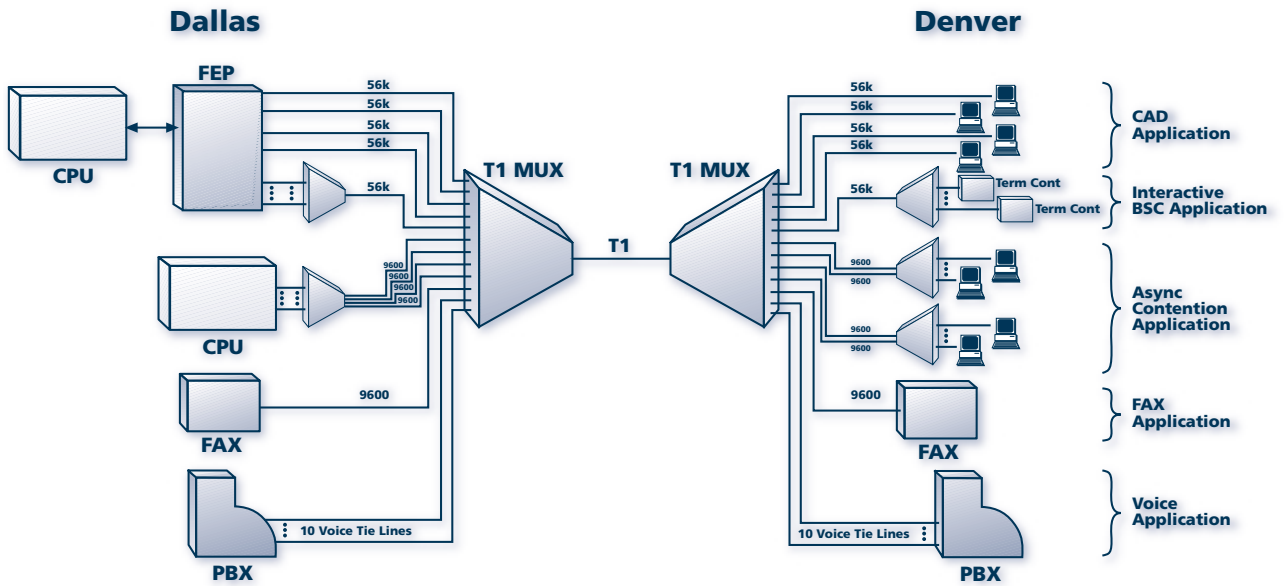 Dallas
Denver
FEP
CPU
56k
56k
56k
56k
56k
T1 MUX
CPU
9600
9600
9600
9600
FAX
9600
PBX
10 Voice Tie Lines
T1
T1 MUX
56k
56k
56k
56k
56k
Term Cont
Term Cont
9600
9600
9600
9600
9600
FAX
10 Voice Tie Lines
PBX
CAD
Application
Interactive
BSC Application
Async
Contention
Application
FAX
Application
Voice
Application